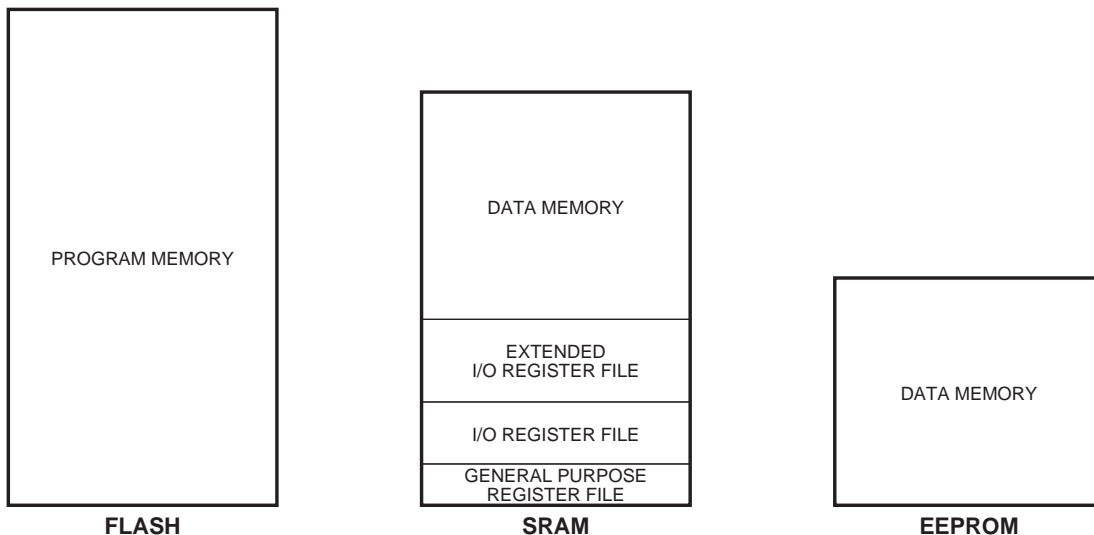 PROGRAM MEMORY
FLASH
DATA MEMORY
EXTENDED
I/O REGISTER FILE
I/O REGISTER FILE
GENERAL PURPOSE
REGISTER FILE
SRAM
DATA MEMORY
EEPROM